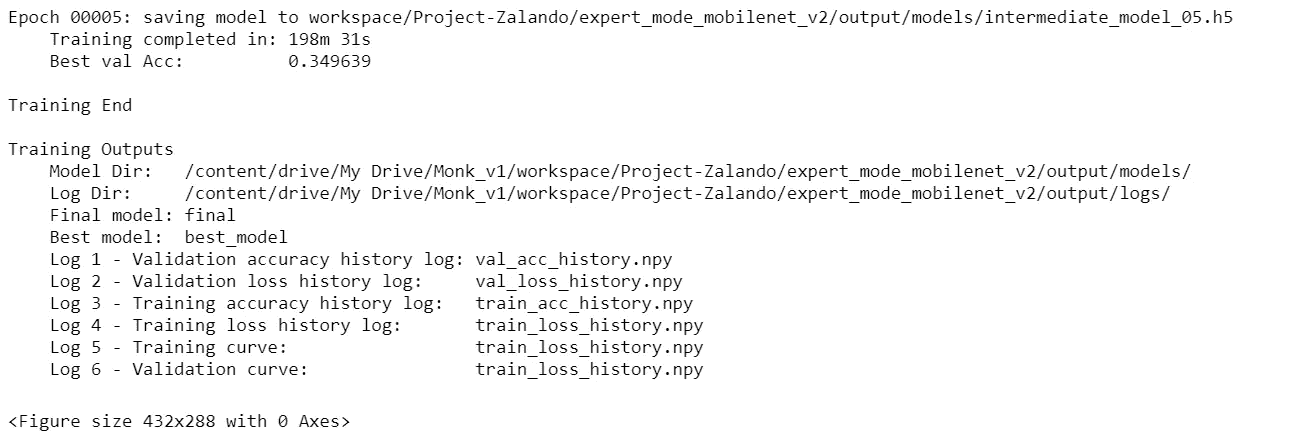 Epoch 00005: saving model to workspace/Project-Zalando/expert_mode_mobilenet_v2/output/models/intermediate_model_05.h5
    Training completed in: 198m 31s
    Best val Acc:          0.349639

Training End

Training Outputs
    Model Dir:   /content/drive/My Drive/Monk_v1/workspace/Project-Zalando/expert_mode_mobilenet_v2/output/models/
    Log Dir:     /content/drive/My Drive/Monk_v1/workspace/Project-Zalando/expert_mode_mobilenet_v2/output/logs/
    Final model: final
    Best model:  best_model
    Log 1 - Validation accuracy history log: val_acc_history.npy
    Log 2 - Validation loss history log:     val_loss_history.npy
    Log 3 - Training accuracy history log:   train_acc_history.npy
    Log 4 - Training loss history log:       train_loss_history.npy
    Log 5 - Training curve:                  train_loss_history.npy
    Log 6 - Validation curve:                train_loss_history.npy

<Figure size 432x288 with 0 Axes>